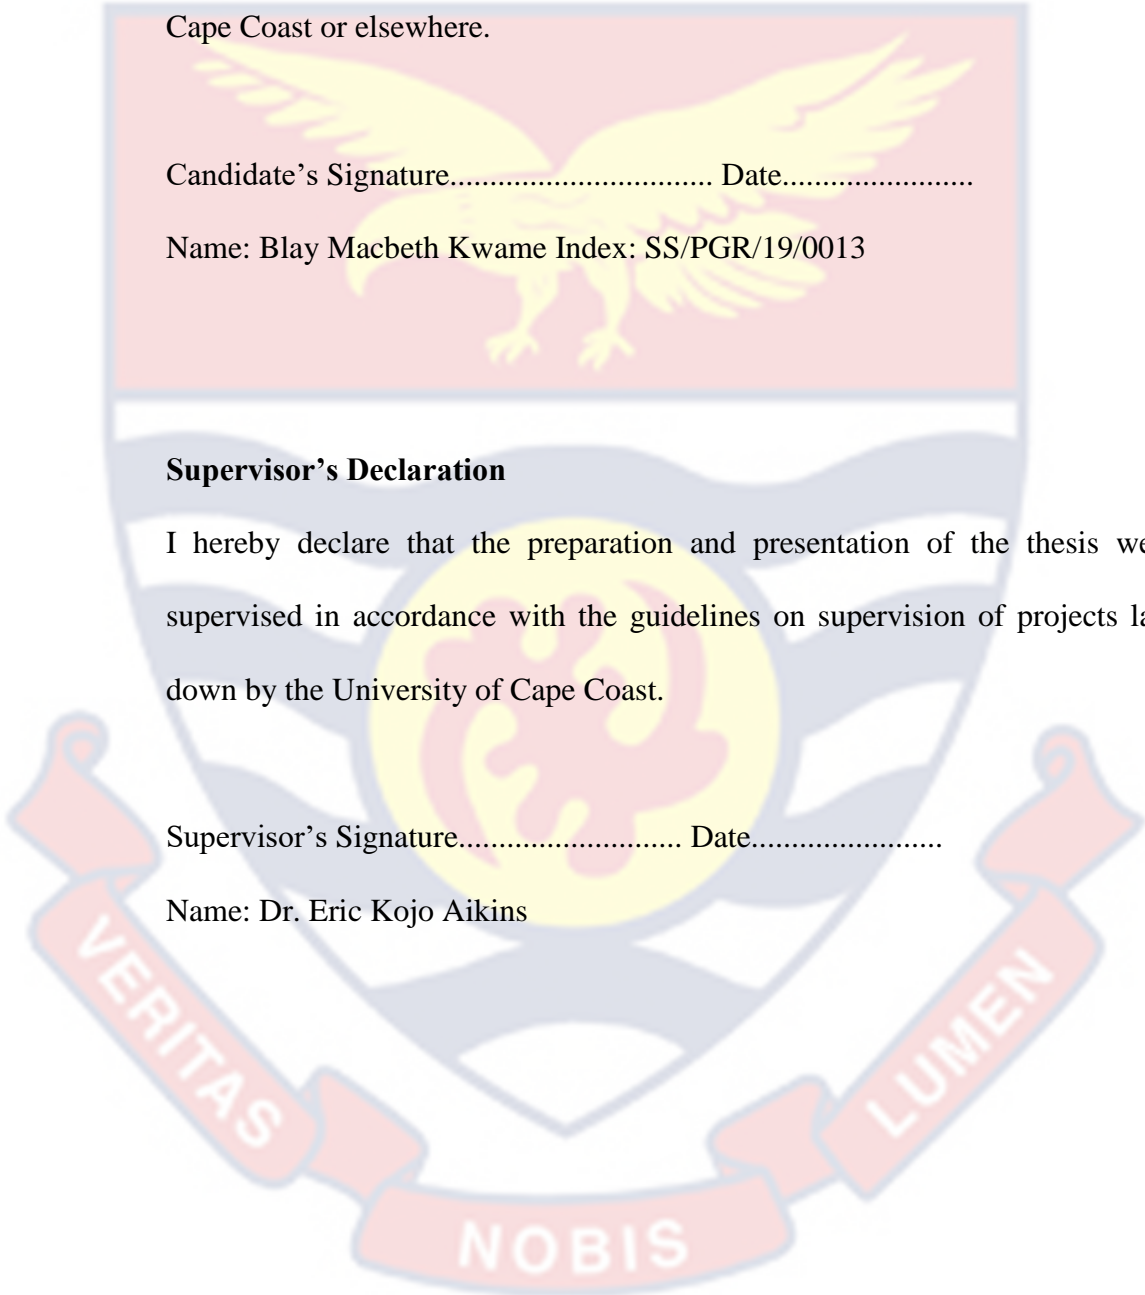 Cape Coast or elsewhere.
Candidate’s Signature................................. Date........................
Name: Blay Macbeth Kwame Index: SS/PGR/19/0013
Supervisor’s Declaration
I hereby declare that the preparation and presentation of the thesis we
supervised in accordance with the guidelines on supervision of projects la
down by the University of Cape Coast.
Supervisor’s Signature............................ Date........................
Name: Dr. Eric Kojo Aikins
VERITAS
NOBIS
LUMEN